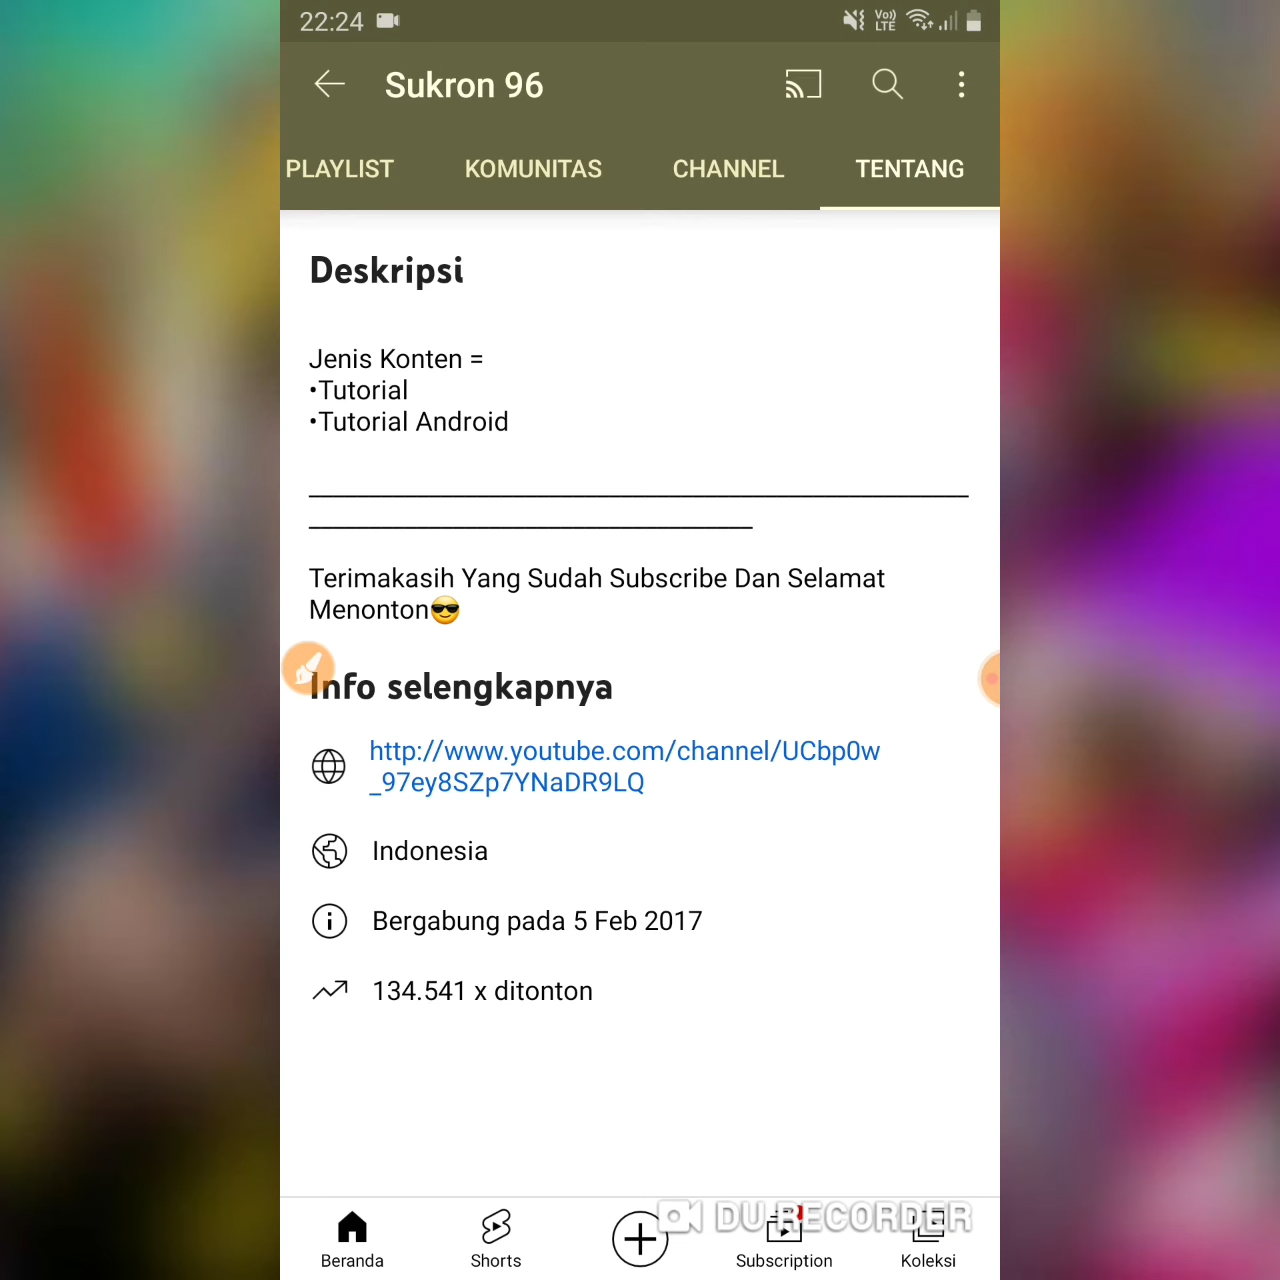 22:24
Vo)) LTE
Sukron 96
PLAYLIST KOMUNITAS CHANNEL TENTANG
Deskripsi
Jenis Konten =
•Tutorial
•Tutorial Android
Terimakasih Yang Sudah Subscribe Dan Selamat
Menonton😎
Info selengkapnya
http://www.youtube.com/channel/UCbp0w
_97ey8SZp7YNaDR9LQ
Indonesia
Bergabung pada 5 Feb 2017
134.541 x ditonton
DU RECORDER
Beranda Shorts Subscription Koleksi